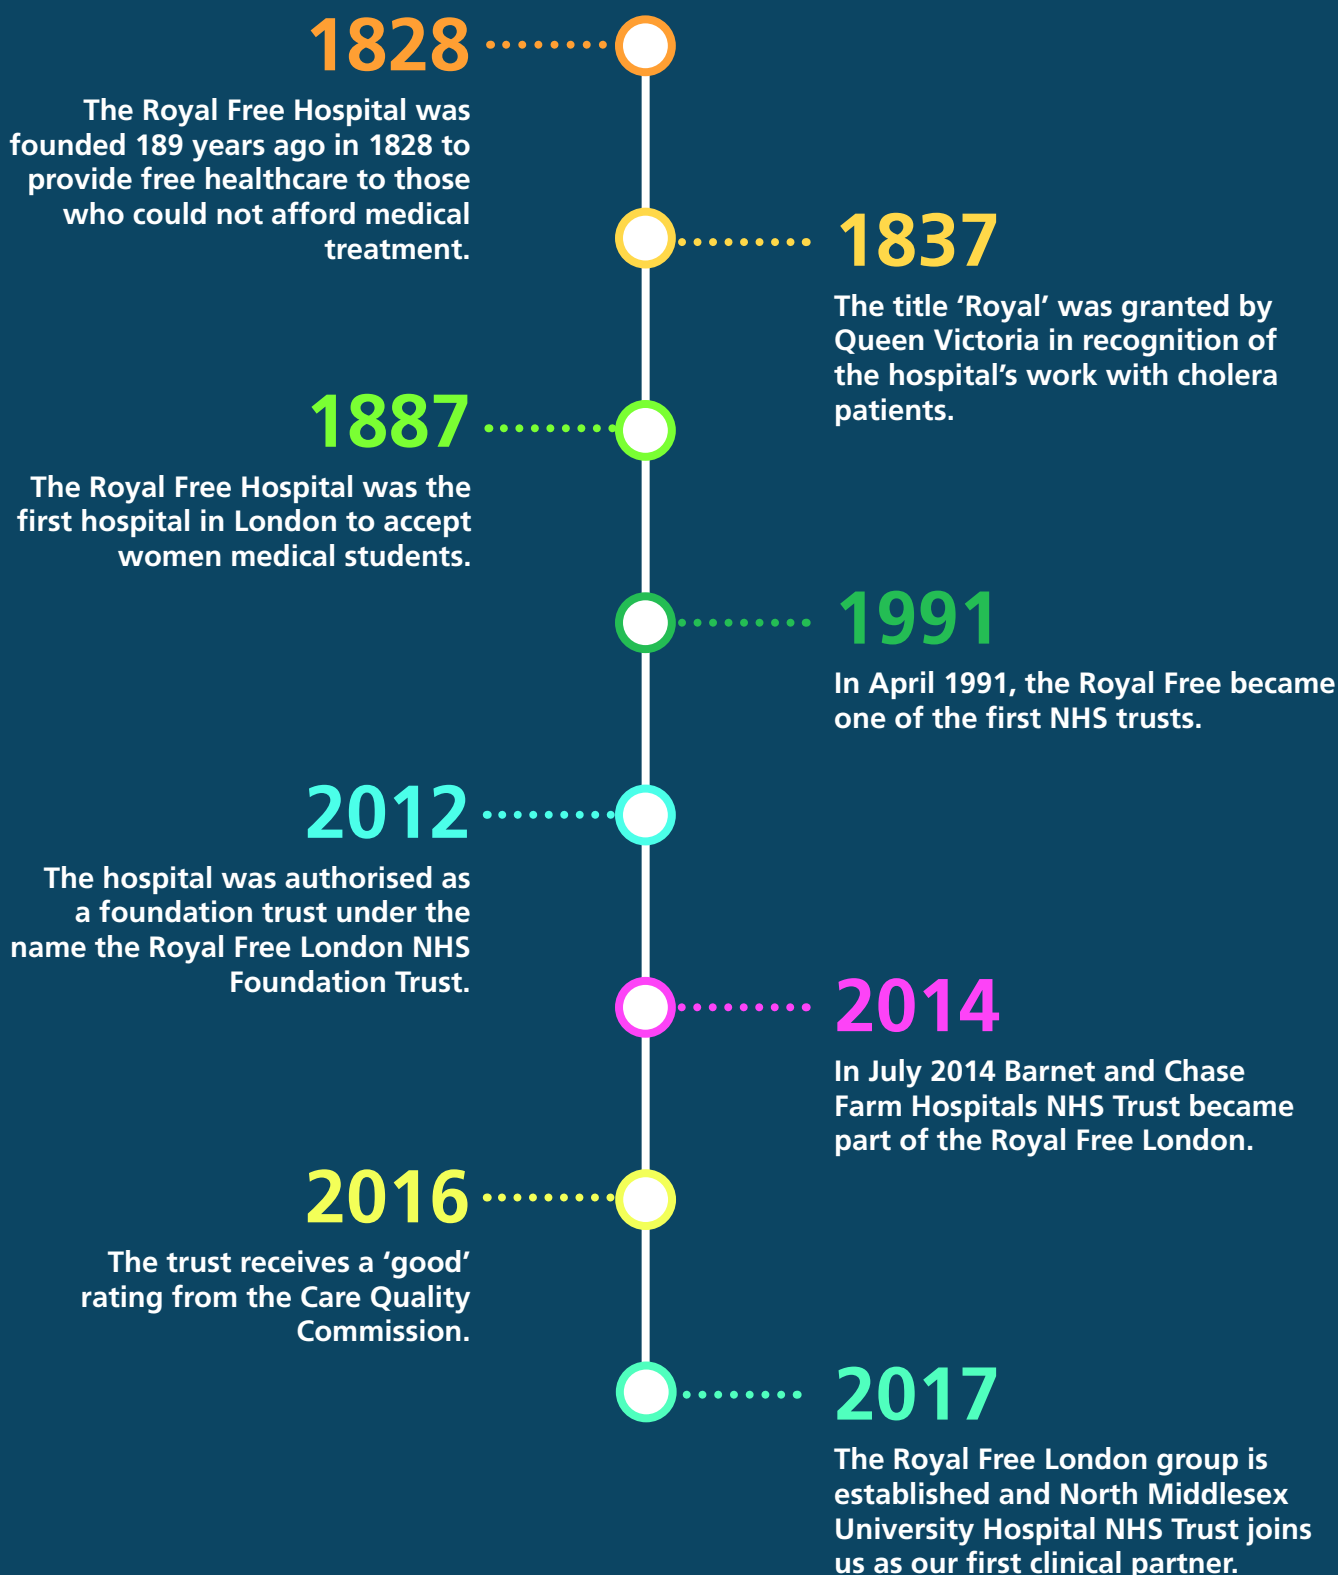 1828
The Royal Free Hospital was
founded 189 years ago in 1828 to
provide free healthcare to those
who could not afford medical
treatment.
1837
The title ‘Royal’ was granted by
Queen Victoria in recognition of
the hospital’s work with cholera
patients.
1887
The Royal Free Hospital was the
first hospital in London to accept
women medical students.
1991
In April 1991, the Royal Free became
one of the first NHS trusts.
2012
The hospital was authorised as
a foundation trust under the
name the Royal Free London NHS
Foundation Trust.
2014
In July 2014 Barnet and Chase
Farm Hospitals NHS Trust became
part of the Royal Free London.
2016
The trust receives a ‘good’
rating from the Care Quality
Commission.
2017
The Royal Free London group is
established and North Middlesex
University Hospital NHS Trust joins
us as our first clinical partner.